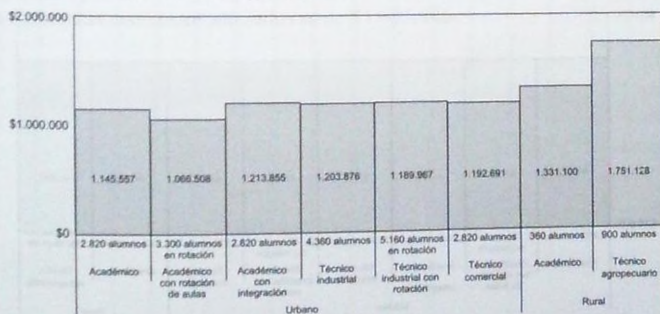 $2.000.000
$1.000.000
$0
1.145.557 1.066.508 1.213.855 1.203.876 1.189.967 1.192.691 1.331.100 1.751.128
2.820 alumnos 3.300 alumnos en rotación 2.820 alumnos 4.360 alumnos 5.160 alumnos en rotación 2.820 alumnos 360 alumnos 900 alumnos
Académico Académico con rotación de aulas Académico con integración Técnico industrial Técnico industrial con rotación Técnico comercial Académico Técnico agropecuario
Urbano Rural